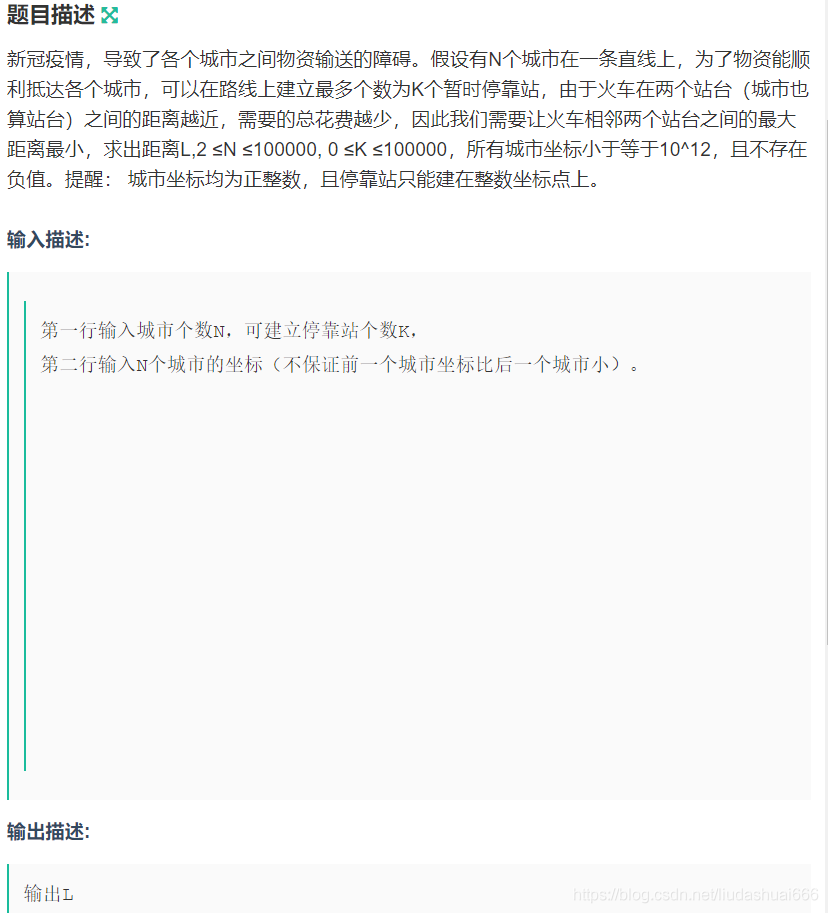 题目描述
新冠疫情，导致了各个城市之间物资输送的障碍。假设有N个城市在一条直线上，为了物资能顺
利抵达各个城市，可以在路线上建立最多个数为K个暂时停靠站，由于火车在两个站台（城市也
算站台）之间的距离越近，需要的总花费越少，因此我们需要让火车相邻两个站台之间的最大
距离最小，求出距离L,2 ≤N ≤100000, 0 ≤K ≤100000，所有城市坐标小于等于10^12，且不存在
负值。提醒： 城市坐标均为正整数，且停靠站只能建在整数坐标点上。
输入描述:
第一行输入城市个数N，可建立停靠站个数K，
第二行输入N个城市的坐标（不保证前一个城市坐标比后一个城市小）。
输出描述:
输出L
https://blog.csdn.net/liudashuai666